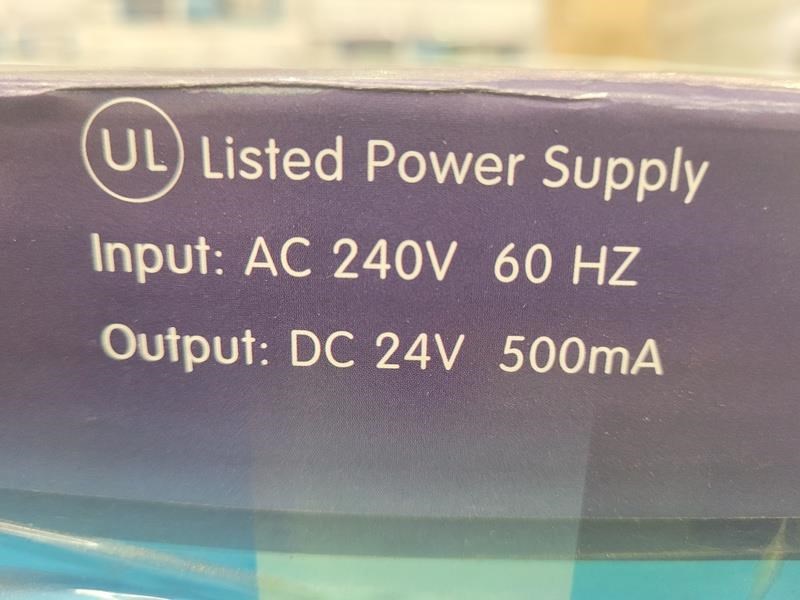 UL Listed Power Supply
Input: AC 240V 60 HZ
Output: DC 24V 500mA